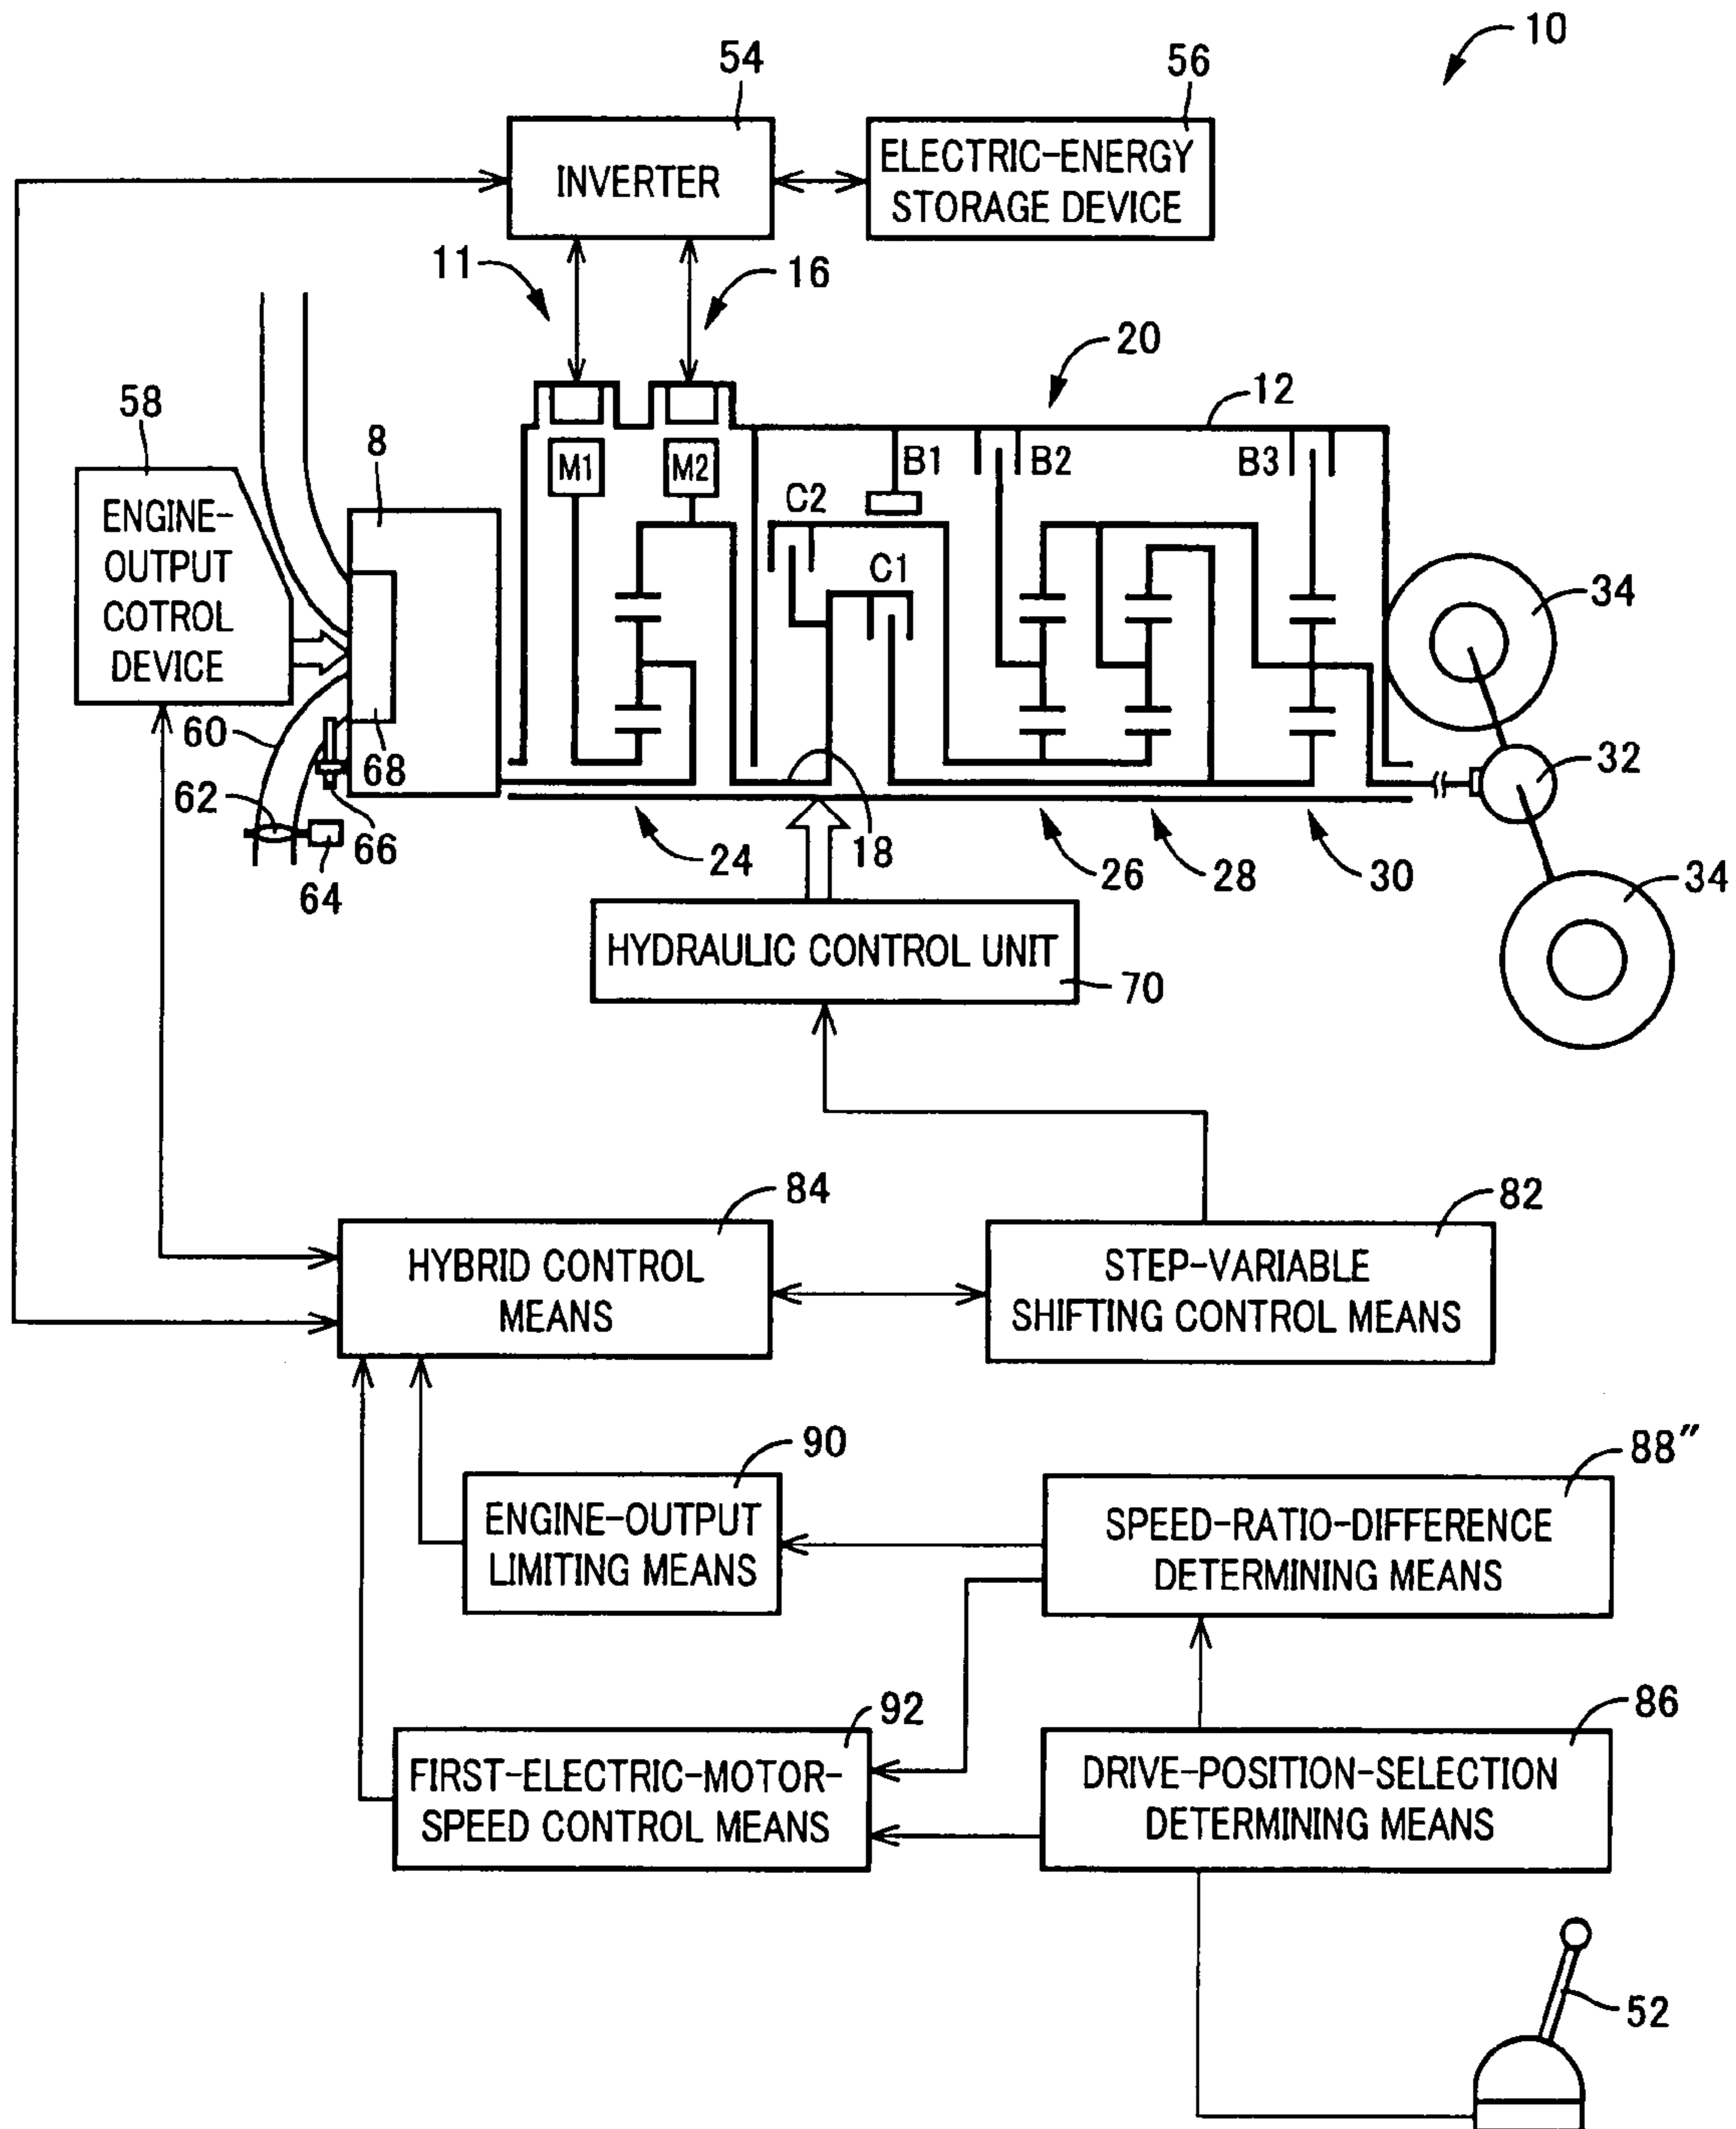 10
54
56
INVERTER
ELECTRIC-ENERGY
STORAGE DEVICE
11
16
20
12
58
8
M1
M2
B1
B2
B3
C2
C1
ENGINE-
OUTPUT
COTROL
DEVICE
34
60
68
62
66
64
24
18
26
28
30
32
34
HYDRAULIC CONTROL UNIT
70
84
82
HYBRID CONTROL
MEANS
STEP-VARIABLE
SHIFTING CONTROL MEANS
90
88″
ENGINE-OUTPUT
LIMITING MEANS
SPEED-RATIO-DIFFERENCE
DETERMINING MEANS
92
86
FIRST-ELECTRIC-MOTOR-
SPEED CONTROL MEANS
DRIVE-POSITION-SELECTION
DETERMINING MEANS
52